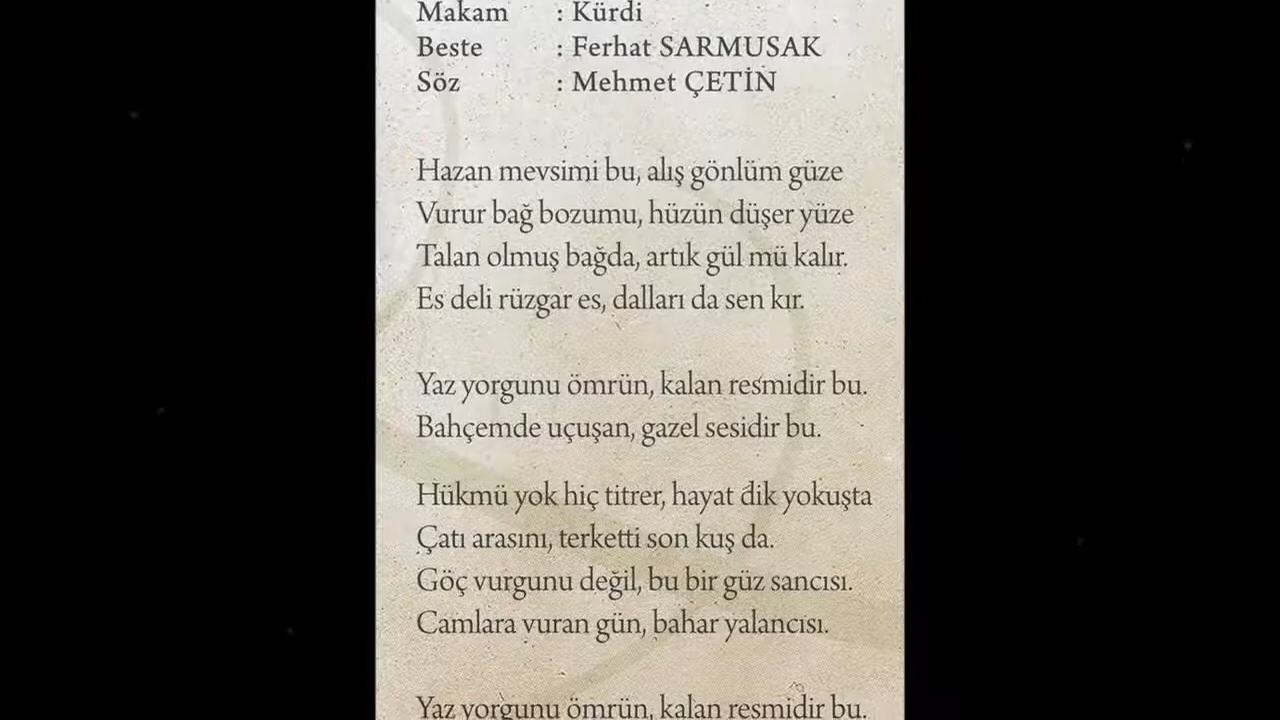 Makam : Kürdi
Beste : Ferhat SARMUSAK
Söz : Mehmet ÇETİN
Hazan mevsimi bu, alış gönlüm güze
Vurur bağ bozumu, hüzün düşer yüze
Talan olmuş bağda, artık gül mü kalır.
Es deli rüzgar es, dalları da sen kır.
Yaz yorgunu ömrün, kalan resmidir bu.
Bahçemde uçuşan, gazel sesidir bu.
Hükmü yok hiç titrer, hayat dik yokuşta
Çatı arasını, terketti son kuş da.
Göç vurgunu değil, bu bir güz sancısı.
Camlara vuran gün, bahar yalancısı.
Yaz yorgunu ömrün, kalan resmidir bu.